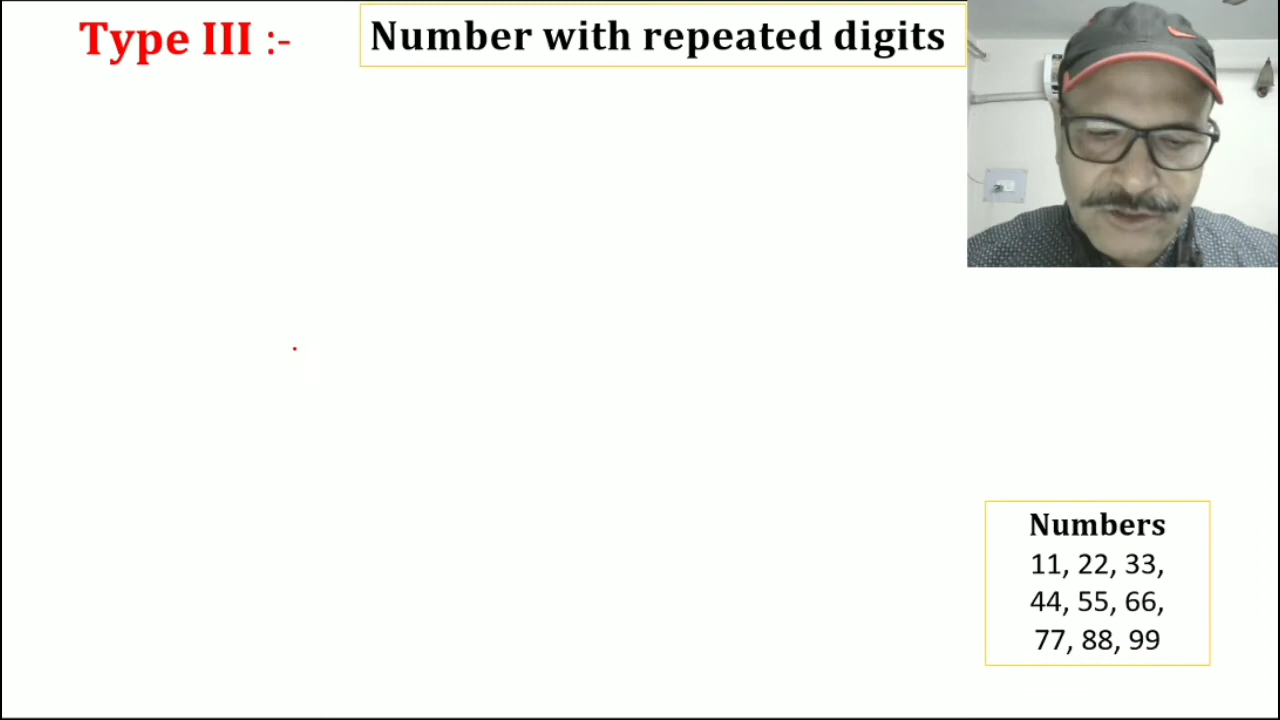 Type III :-
Number with repeated digits
Numbers
11, 22, 33,
44, 55, 66,
77, 88, 99